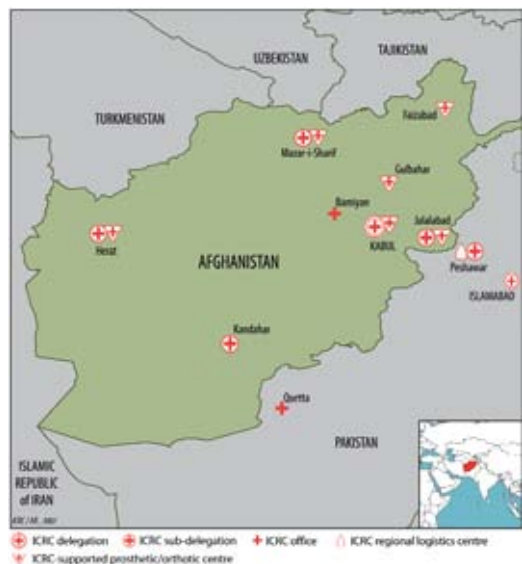 UZBEKISTAN
TAJIKISTAN
TURKMENISTAN
Faizabad
Mazar-i-Sharif
Gulbahar
Bamiyan
Herat
KABUL
Jalalabad
AFGHANISTAN
Peshawar
ISLAMABAD
Kandahar
Quetta
PAKISTAN
ISLAMIC
REPUBLIC
of IRAN
ICRC delegation ICRC sub-delegation ICRC office ICRC regional logistics centre
ICRC-supported prosthetic/orthotic centre